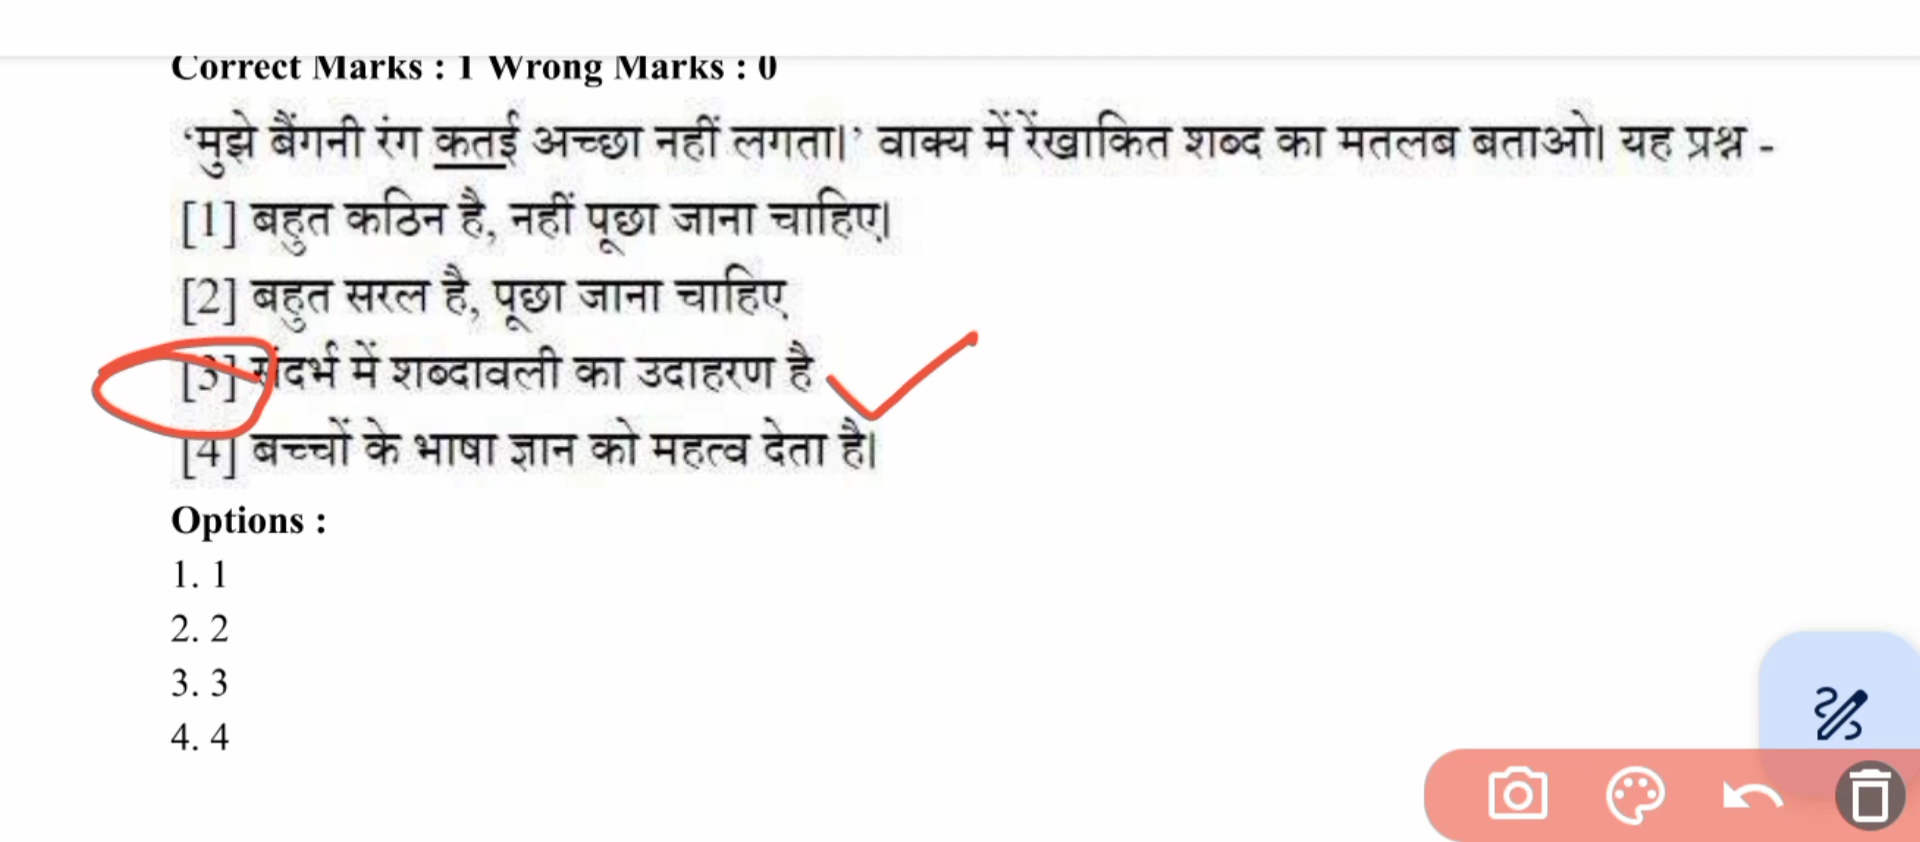 Correct Marks : 1 Wrong Marks : 0
‘मुझे बैंगनी रंग कतई अच्छा नहीं लगता।’ वाक्य में रेंखाकित शब्द का मतलब बताओ। यह प्रश्न -
[1] बहुत कठिन है, नहीं पूछा जाना चाहिए।
[2] बहुत सरल है, पूछा जाना चाहिए
[3] संदर्भ में शब्दावली का उदाहरण है
[4] बच्चों के भाषा ज्ञान को महत्व देता है।
Options :
1. 1
2. 2
3. 3
4. 4